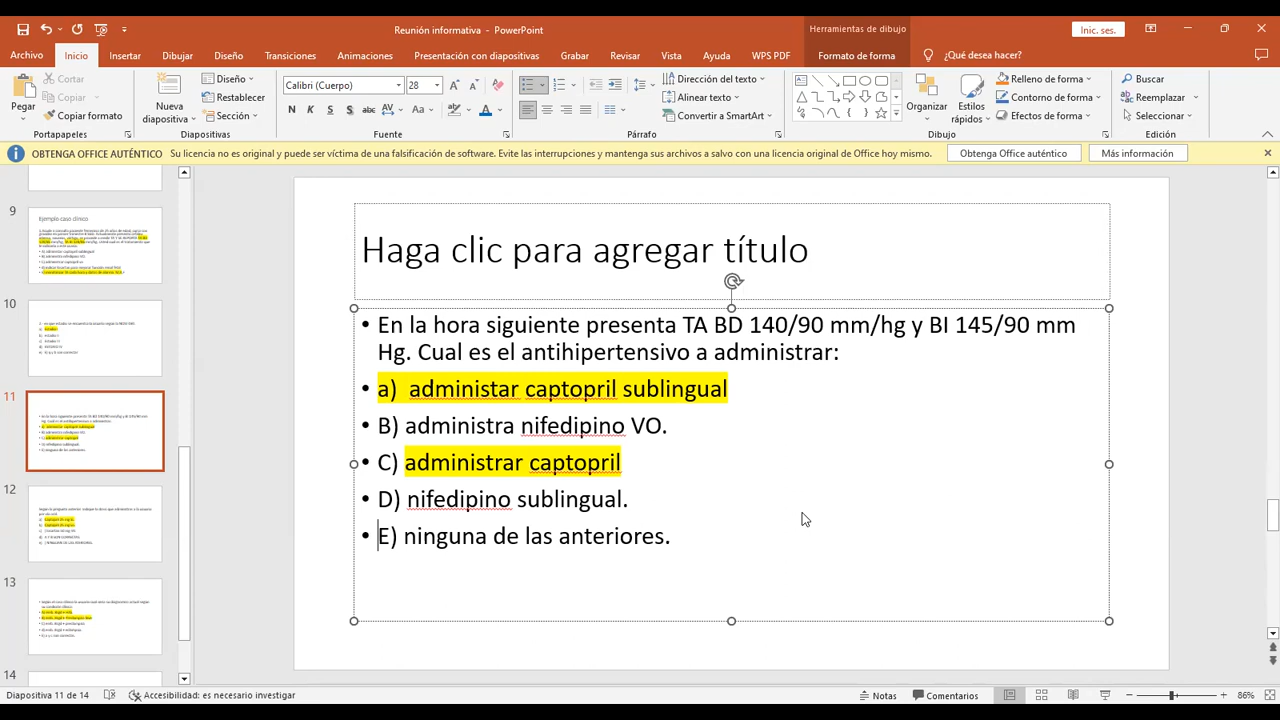 Reunión informativa - PowerPoint
Herramientas de dibujo
Inic. ses.
Archivo Inicio Insertar Dibujar Diseño Transiciones Animaciones Presentación con diapositivas Grabar Revisar Vista Ayuda WPS PDF Formato de forma ¿Qué desea hacer?
Pegar
Cortar
Copiar
Copiar formato
Portapapeles
Nueva
diapositiva
Diseño
Restablecer
Sección
Diapositivas
Calibri (Cuerpo) 28
N K S S abc AV Aa A
Fuente
Dirección del texto
Alinear texto
Convertir a SmartArt
Párrafo
Organizar
Estilos
rápidos
Relleno de forma
Contorno de forma
Efectos de forma
Dibujo
Buscar
Reemplazar
Seleccionar
Edición
OBTENGA OFFICE AUTÉNTICO Su licencia no es original y puede ser víctima de una falsificación de software. Evite las interrupciones y mantenga sus archivos a salvo con una licencia original de Office hoy mismo. Obtenga Office auténtico Más información
9
Ejemplo caso clínico
10
11
12
13
14
Haga clic para agregar título
• En la hora siguiente presenta TA BD 140/90 mm/hg y BI 145/90 mm
Hg. Cual es el antihipertensivo a administrar:
• a) administar captopril sublingual
• B) administra nifedipino VO.
• C) administrar captopril
• D) nifedipino sublingual.
• E) ninguna de las anteriores.
Diapositiva 11 de 14 Accesibilidad: es necesario investigar Notas Comentarios 86%